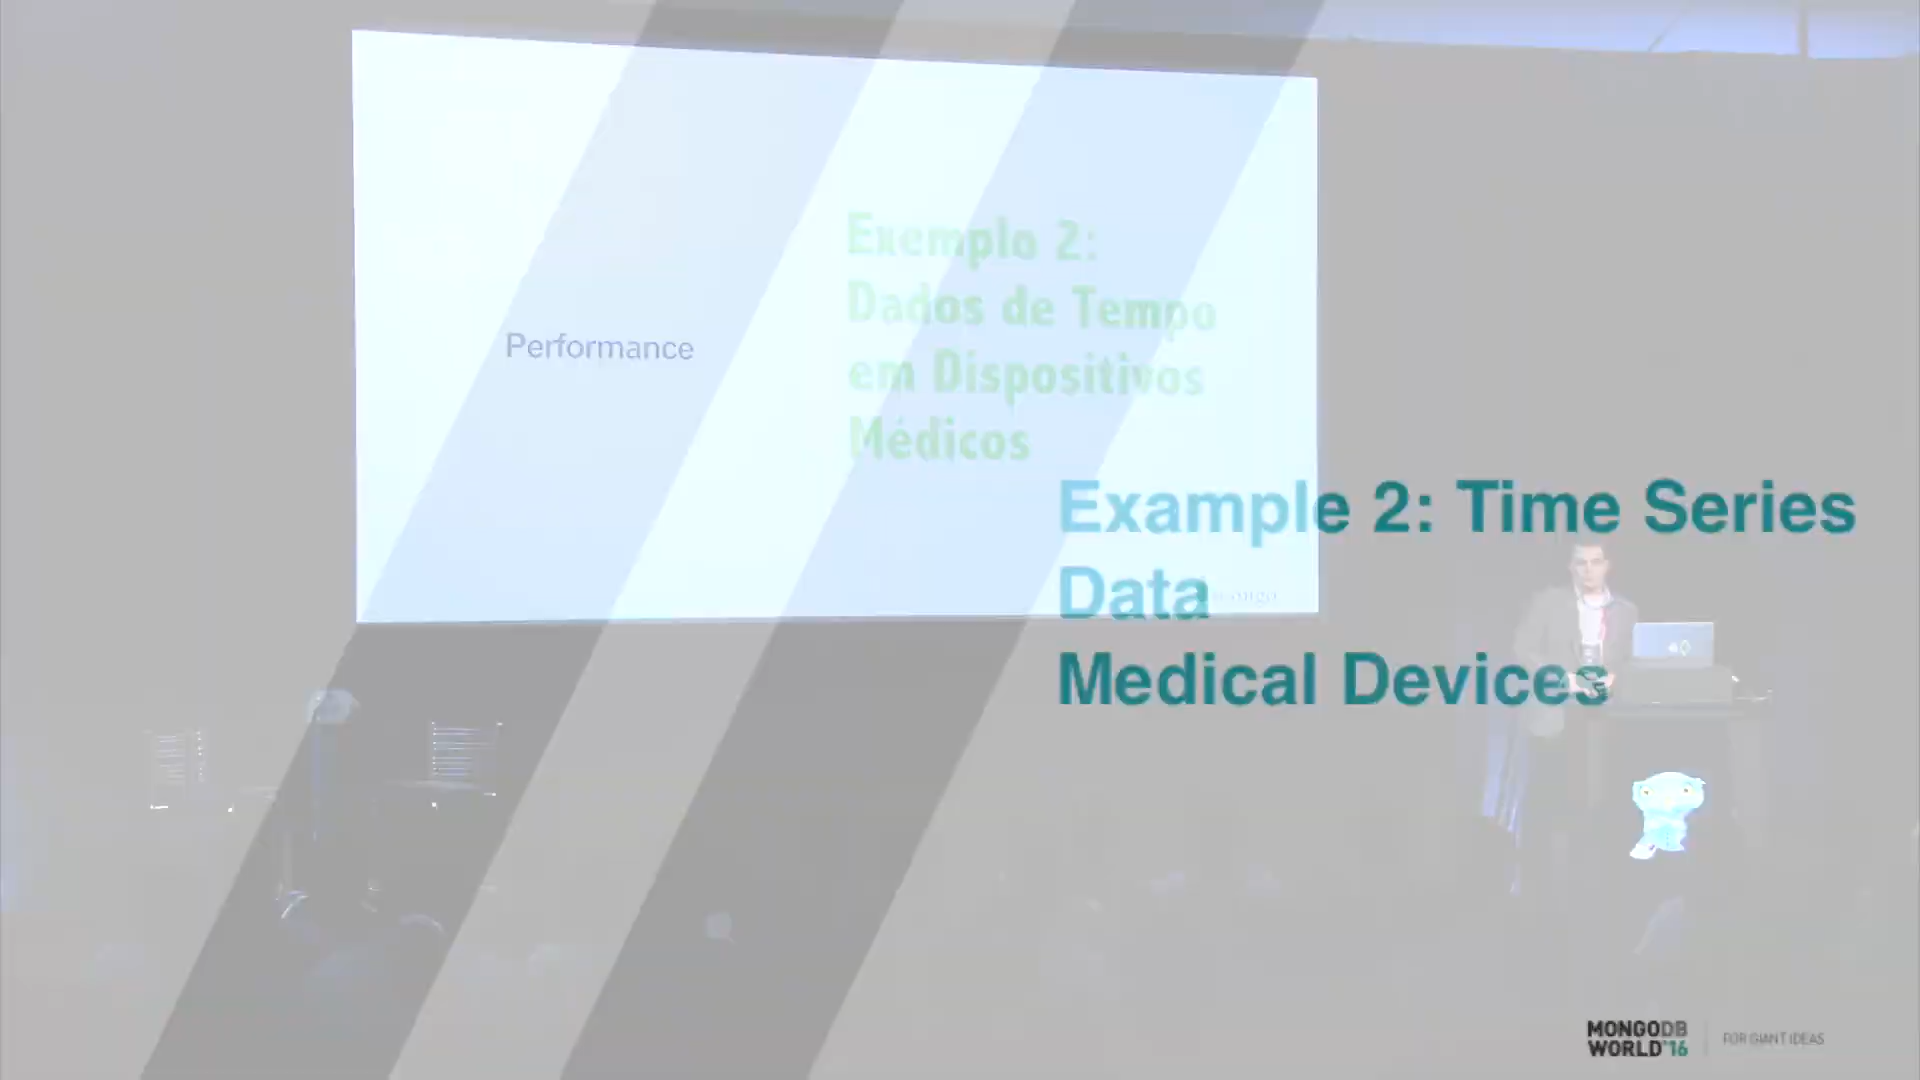 Performance
Exemplo 2:
Dados de Tempo
em Dispositivos
Médicos
Example 2: Time Series
Data
Medical Devices
MONGODB
WORLD'16
FOR GIANT IDEAS